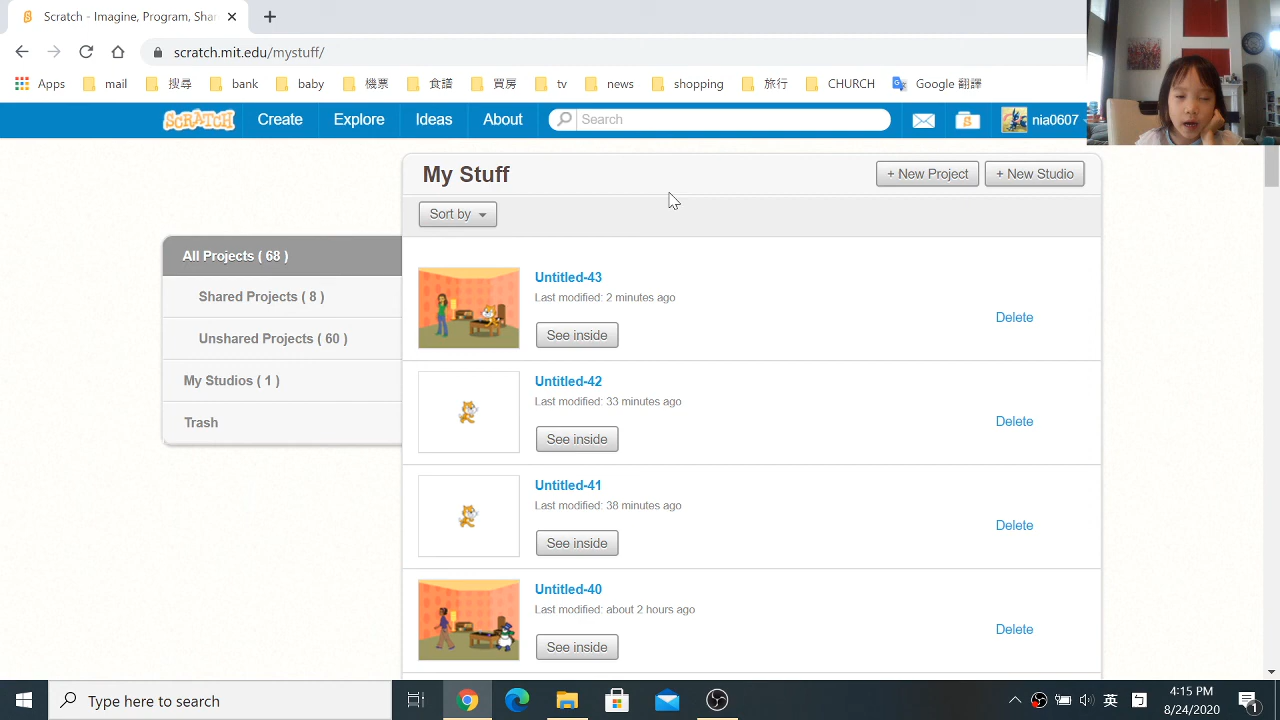 Scratch - Imagine, Program, Shar
scratch.mit.edu/mystuff/
Apps mail 搜尋 bank baby 機票 食譜 買房 tv news shopping 旅行 CHURCH Google 翻譯
SCRATCH Create Explore Ideas About Search nia0607
My Stuff + New Project + New Studio
Sort by
All Projects ( 68 )
Shared Projects ( 8 )
Unshared Projects ( 60 )
My Studios ( 1 )
Trash
Untitled-43
Last modified: 2 minutes ago
Delete
See inside
Untitled-42
Last modified: 33 minutes ago
Delete
See inside
Untitled-41
Last modified: 38 minutes ago
Delete
See inside
Untitled-40
Last modified: about 2 hours ago
Delete
See inside
Type here to search
英
4:15 PM
8/24/2020
1